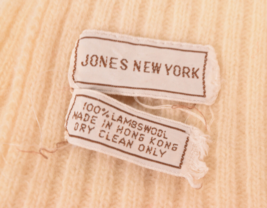 JONES NEW YORK
100% LAMBSWOOL
MADE IN HONG KONG
DRY CLEAN ONLY